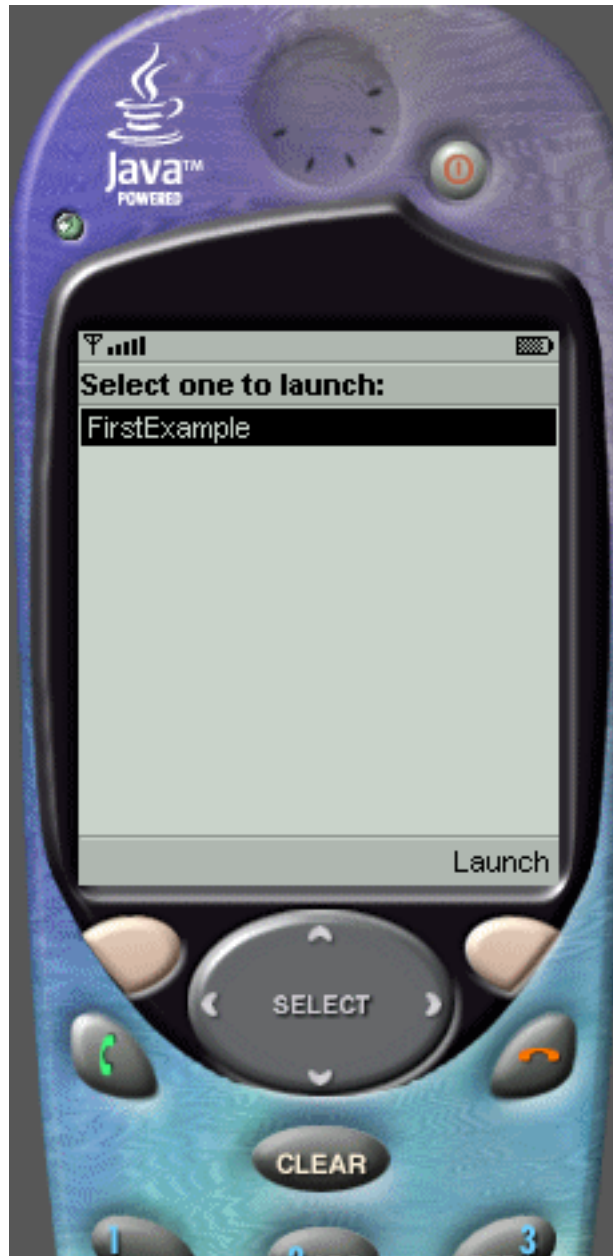 Java™
POWERED
Select one to launch:
FirstExample
Launch
SELECT
CLEAR
1
3